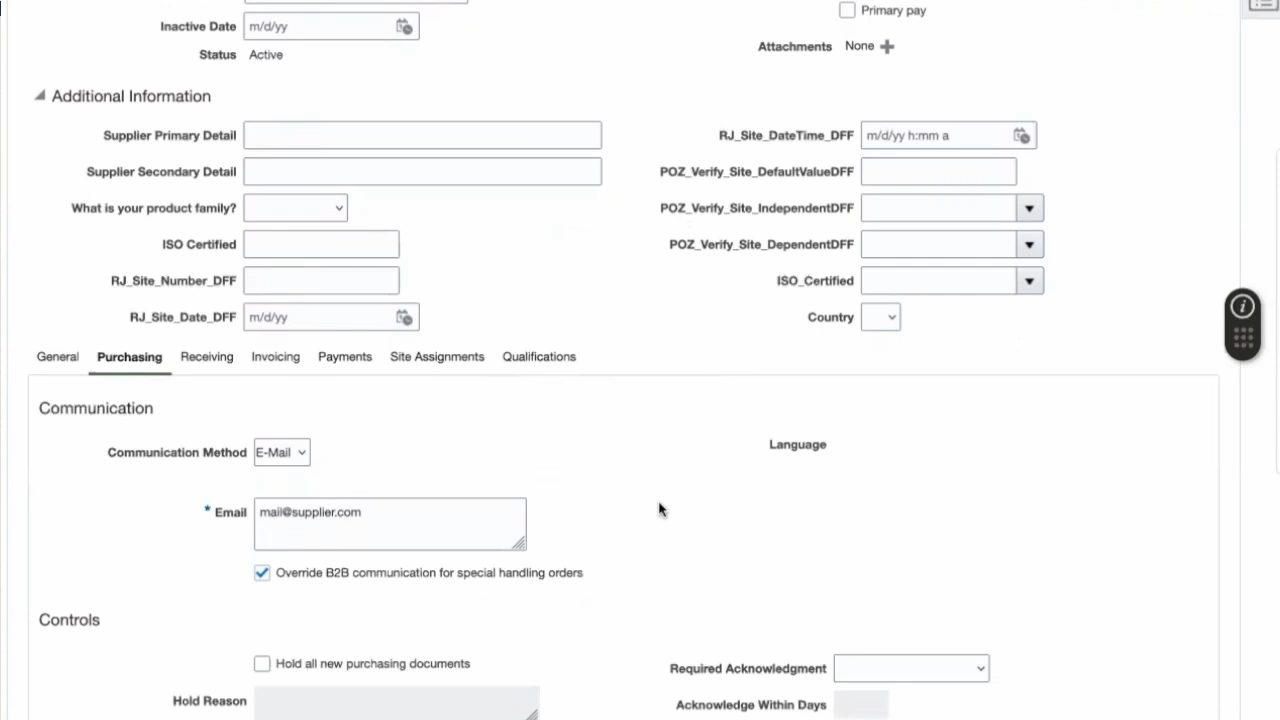 Inactive Date m/d/yy
Primary pay
Status Active
Attachments None
Additional Information
Supplier Primary Detail
RJ_Site_DateTime_DFF m/d/yy h:mm a
Supplier Secondary Detail
POZ_Verify_Site_DefaultValueDFF
What is your product family?
POZ_Verify_Site_IndependentDFF
ISO Certified
POZ_Verify_Site_DependentDFF
RJ_Site_Number_DFF
ISO_Certified
RJ_Site_Date_DFF m/d/yy
Country
General Purchasing Receiving Invoicing Payments Site Assignments Qualifications
Communication
Communication Method E-Mail
Language
* Email mail@supplier.com
Override B2B communication for special handling orders
Controls
Hold all new purchasing documents
Required Acknowledgment
Hold Reason
Acknowledge Within Days